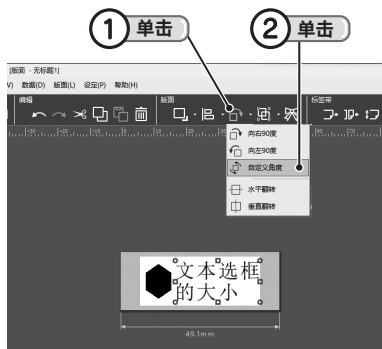 1 单击
2 单击
[版面 - 无标题1]
V) 数据(D) 版面(L) 设定(P) 帮助(H)
编辑 版面 标签带
向右90度
向左90度
自定义角度
水平翻转
垂直翻转
文本选框
的大小
49.1mm